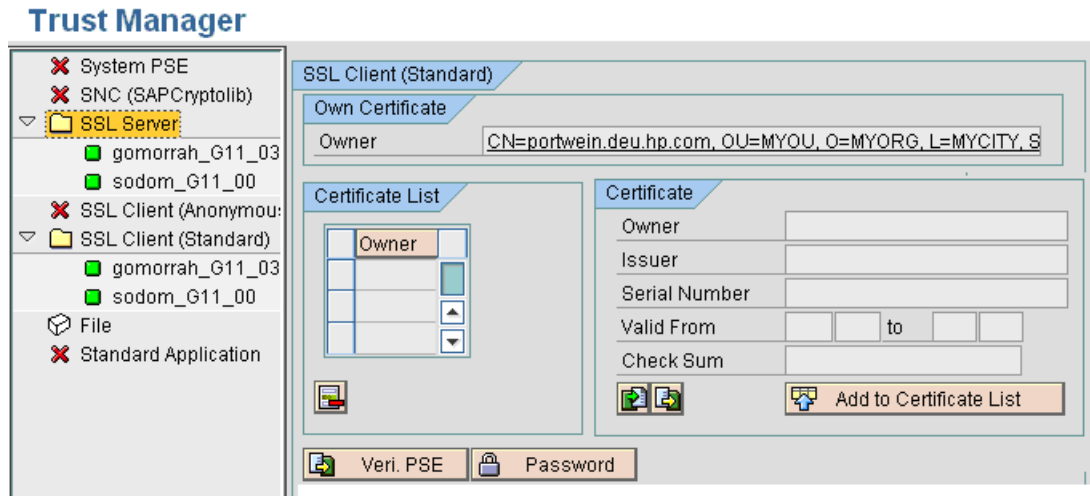 Trust Manager
System PSE
SNC (SAPCryptolib)
SSL Server
gomorrah_G11_03
sodom_G11_00
SSL Client (Anonymou
SSL Client (Standard)
gomorrah_G11_03
sodom_G11_00
File
Standard Application
SSL Client (Standard)
Own Certificate
Owner CN=portwein.deu.hp.com, OU=MYOU, O=MYORG, L=MYCITY, S
Certificate List
Owner
Certificate
Owner
Issuer
Serial Number
Valid From to
Check Sum
Add to Certificate List
Veri. PSE Password